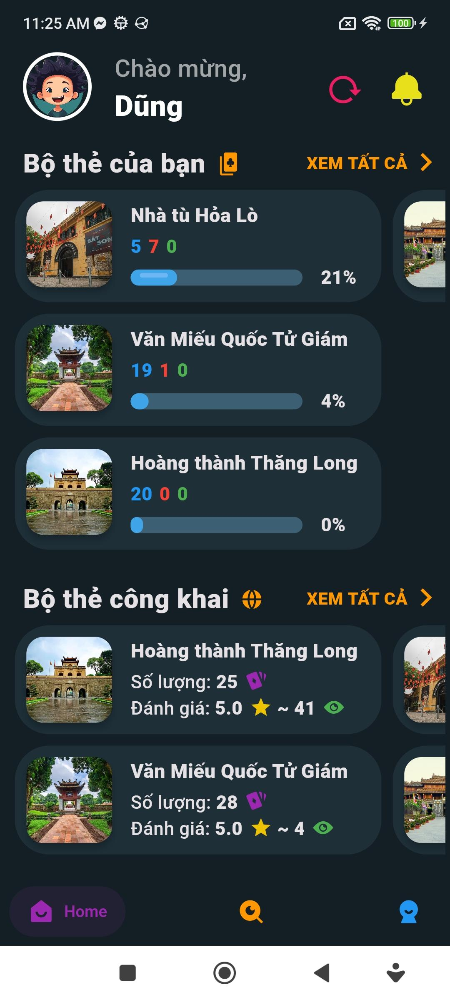 11:25 AM
100
Chào mừng,
Dũng
Bộ thẻ của bạn
XEM TẤT CẢ
Nhà tù Hỏa Lò
5 7 0
21%
Văn Miếu Quốc Tử Giám
19 1 0
4%
Hoàng thành Thăng Long
20 0 0
0%
Bộ thẻ công khai
XEM TẤT CẢ
Hoàng thành Thăng Long
Số lượng: 25
Đánh giá: 5.0 ~ 41
Văn Miếu Quốc Tử Giám
Số lượng: 28
Đánh giá: 5.0 ~ 4
Home